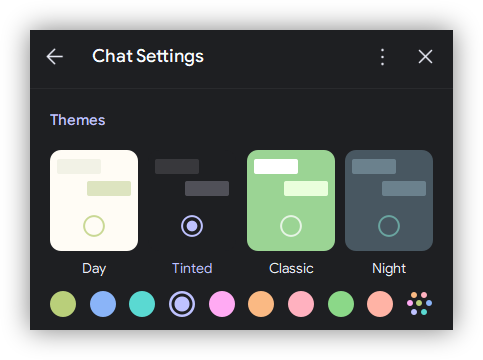 Chat Settings
Themes
Day
Tinted
Classic
Night